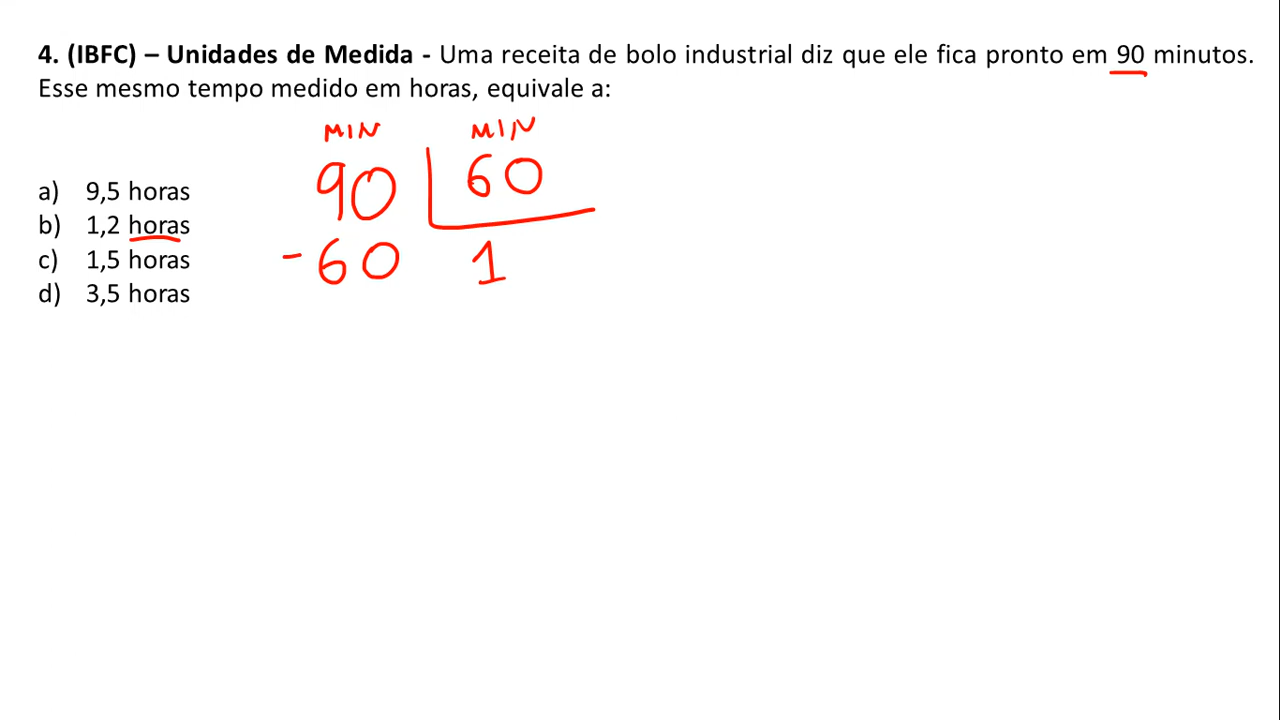 4. (IBFC) – Unidades de Medida - Uma receita de bolo industrial diz que ele fica pronto em 90 minutos.
Esse mesmo tempo medido em horas, equivale a:
MIN MIN
90 60
-60 1
a) 9,5 horas
b) 1,2 horas
c) 1,5 horas
d) 3,5 horas